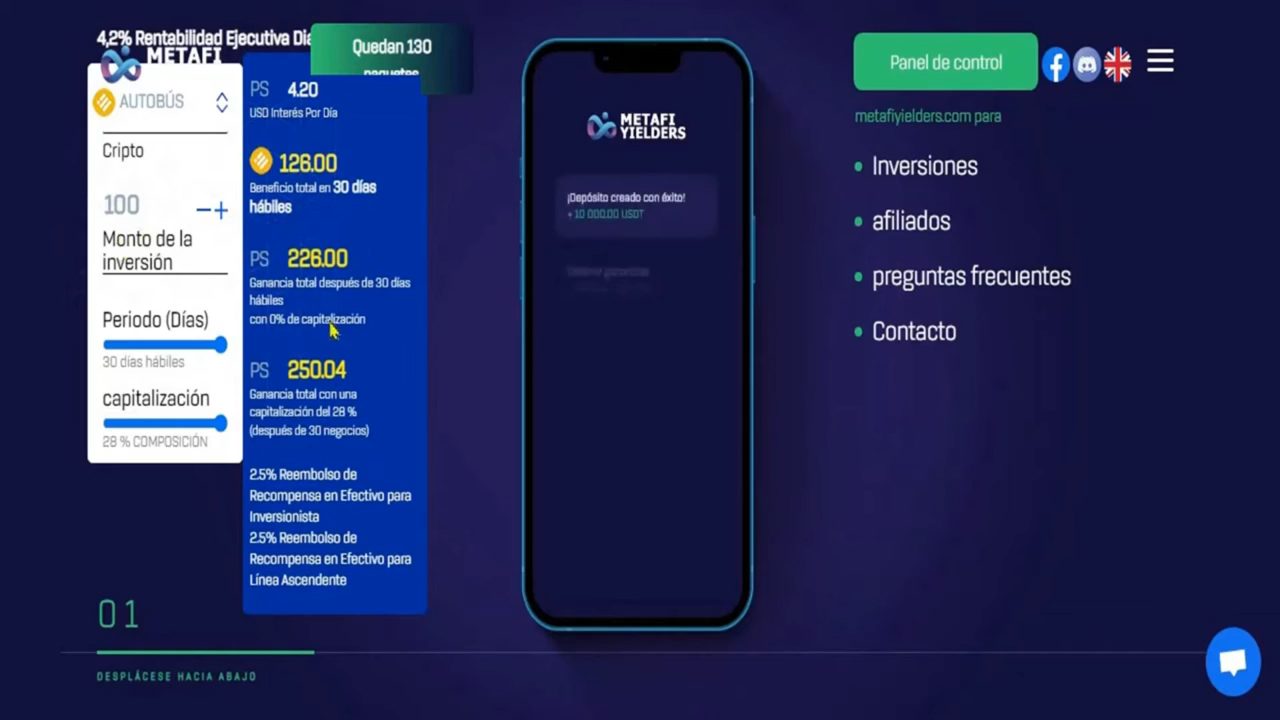 4,2% Rentabilidad Ejecutiva Dia
METAFI
Quedan 130
paquetes
AUTOBÚS
Cripto
100
Monto de la
inversión
Periodo (Días)
30 días hábiles
capitalización
28 % COMPOSICIÓN
PS 4.20
USD Interés Por Día
126.00
Beneficio total en 30 días
hábiles
PS 226.00
Ganancia total después de 30 días
hábiles
con 0% de capitalización
PS 250.04
Ganancia total con una
capitalización del 28 %
(después de 30 negocios)
2.5% Reembolso de
Recompensa en Efectivo para
Inversionista
2.5% Reembolso de
Recompensa en Efectivo para
Línea Ascendente
METAFI
YIELDERS
¡Depósito creado con éxito!
+ 10 000.00 USDT
Panel de control
metafiyielders.com para
Inversiones
afiliados
preguntas frecuentes
Contacto
01
DESPLÁCESE HACIA ABAJO